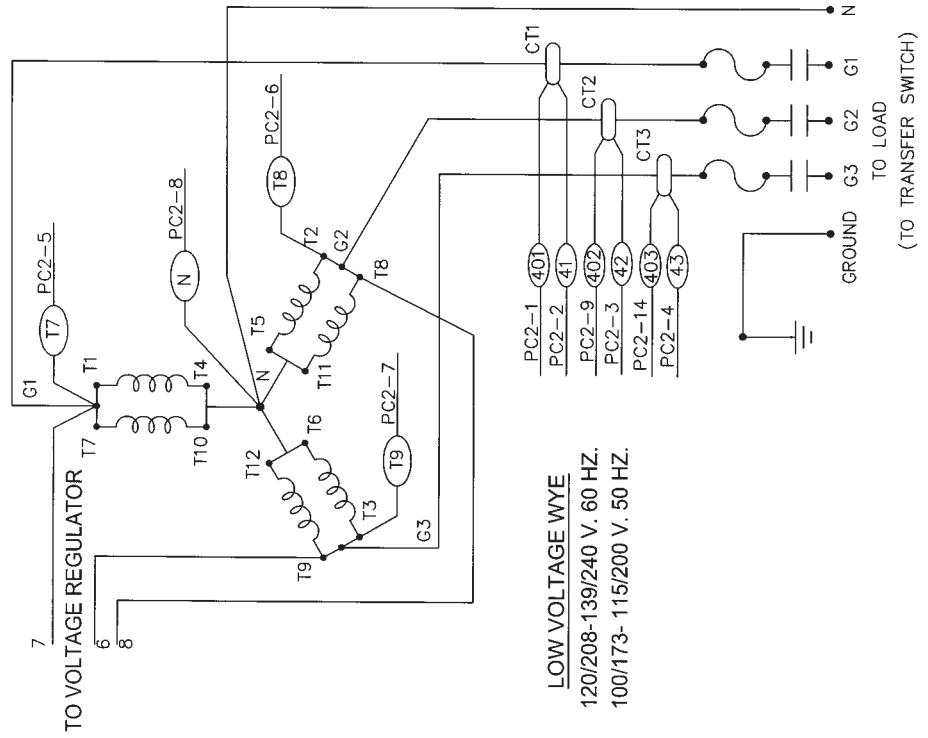 7
TO VOLTAGE REGULATOR
6
8
G1
T7
PC2-5
T7
T1
T10
T4
N
PC2-8
T8
PC2-6
N
T5
T2
G2
T11
T8
T12
T6
T9
T3
T9
PC2-7
G3
CT1
CT2
CT3
PC2-1
401
PC2-2
41
PC2-9
402
PC2-3
42
PC2-14
403
PC2-4
43
N
G1
G2
G3
TO LOAD
GROUND
(TO TRANSFER SWITCH)
LOW VOLTAGE WYE
120/208-139/240 V. 60 HZ.
100/173- 115/200 V. 50 HZ.